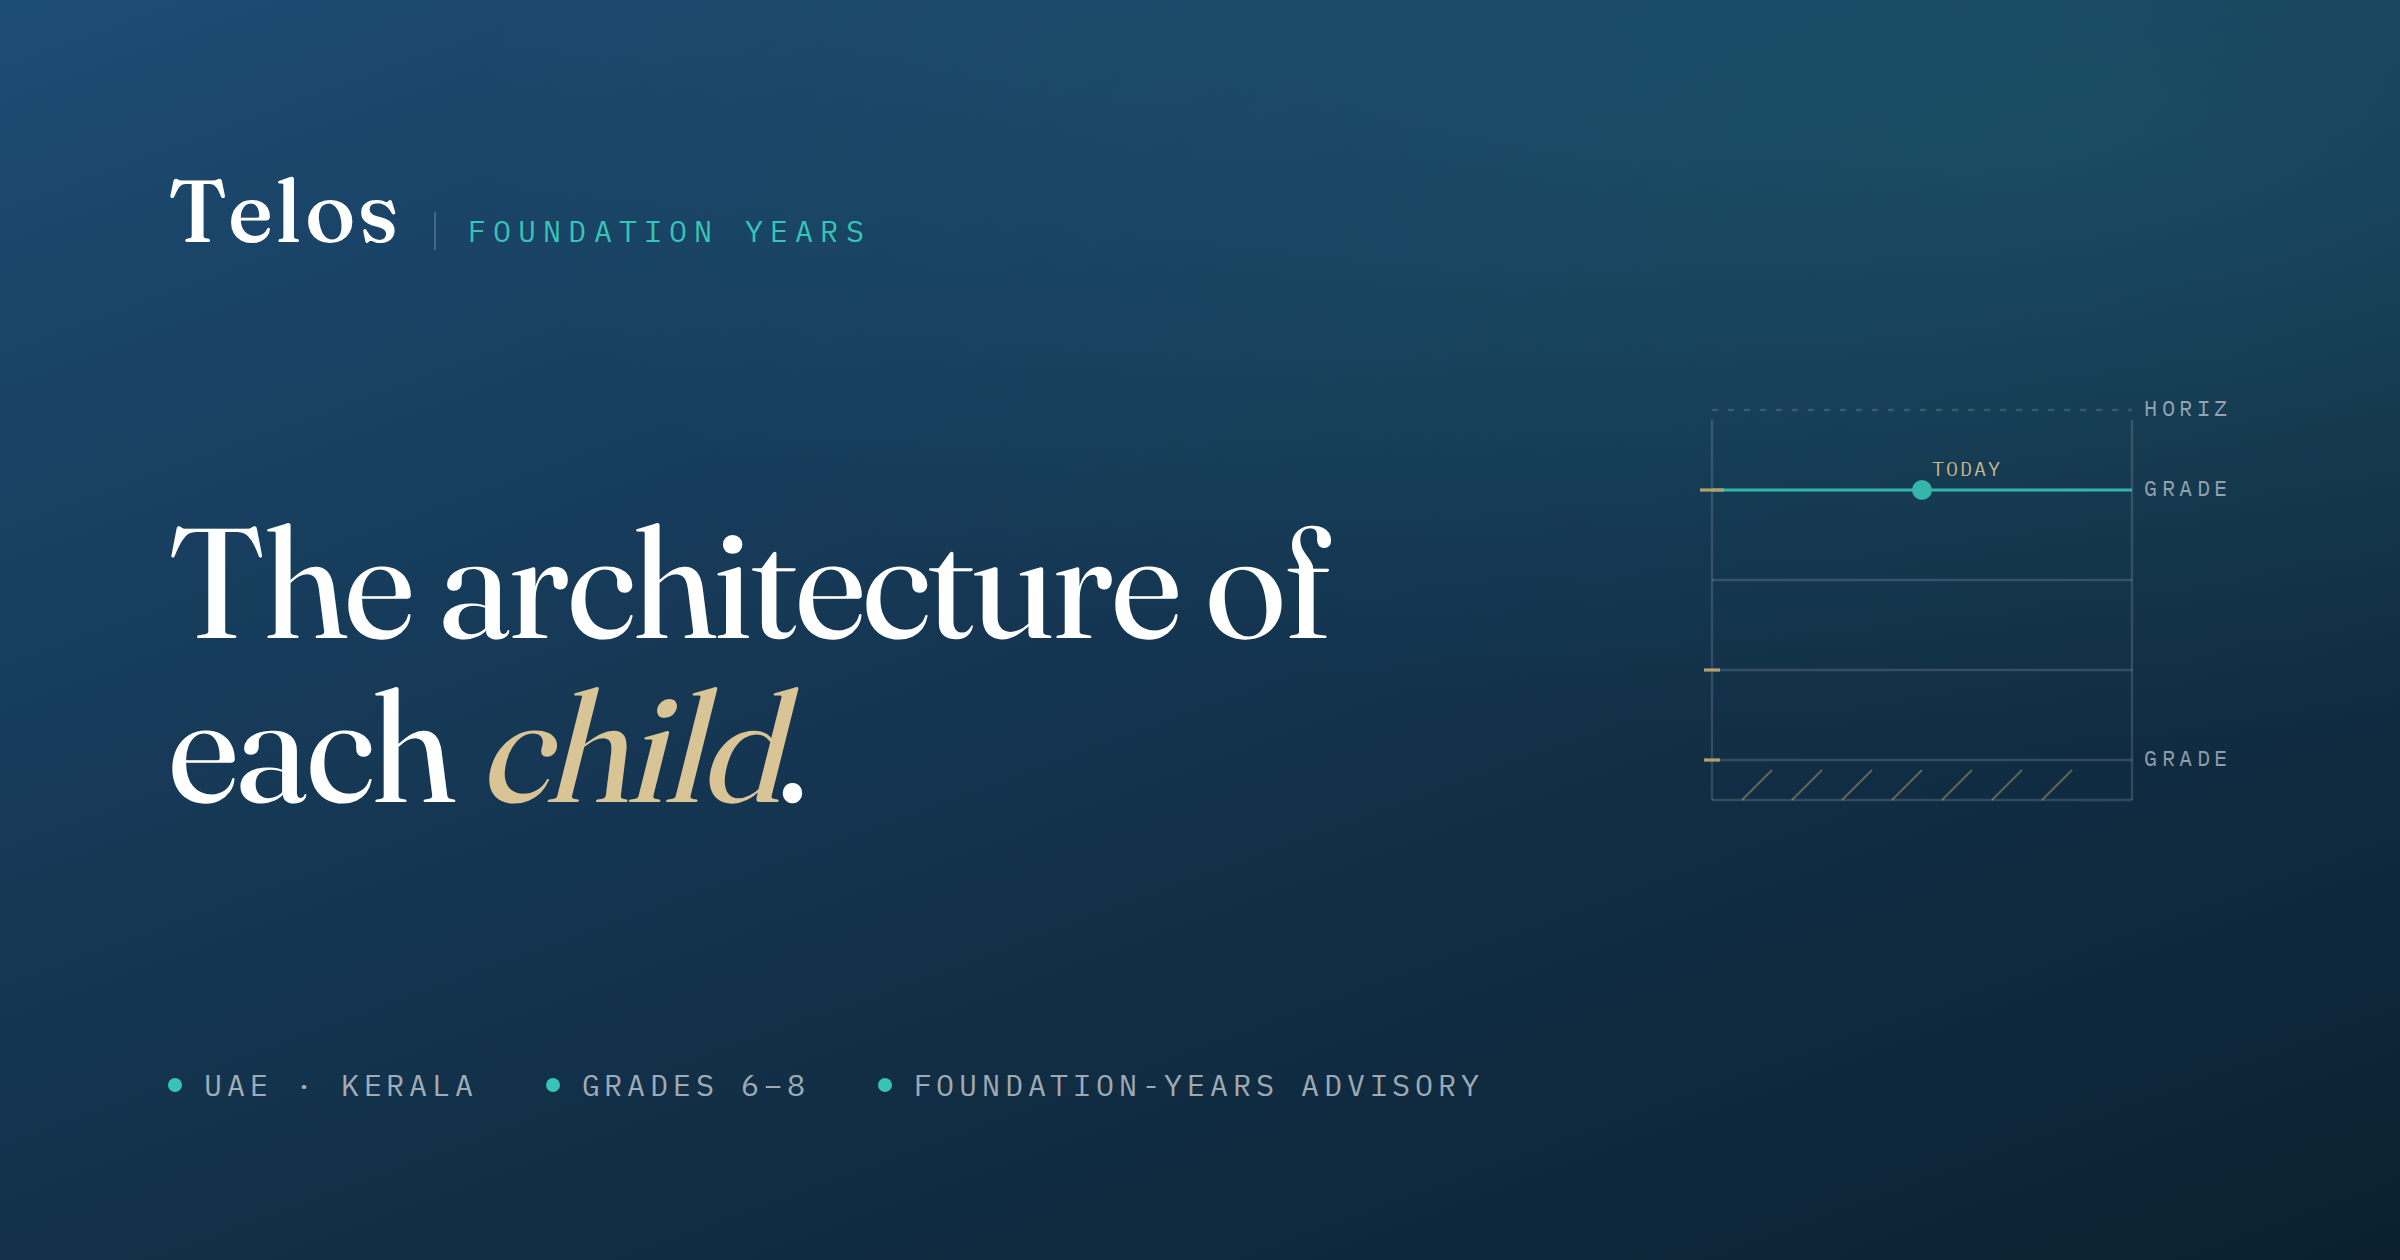 Telos
FOUNDATION YEARS
HORIZ
TODAY
GRADE
The architecture of
each child.
GRADE
UAE · KERALA
GRADES 6–8
FOUNDATION-YEARS ADVISORY